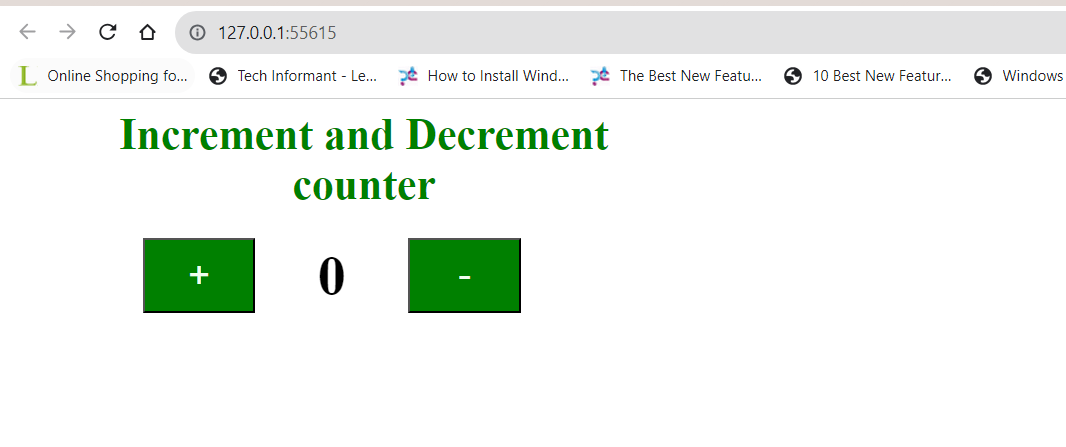 127.0.0.1:55615
L Online Shopping fo... Tech Informant - Le... How to Install Wind... The Best New Featu... 10 Best New Featur... Windows
Increment and Decrement
counter
+ 0 -